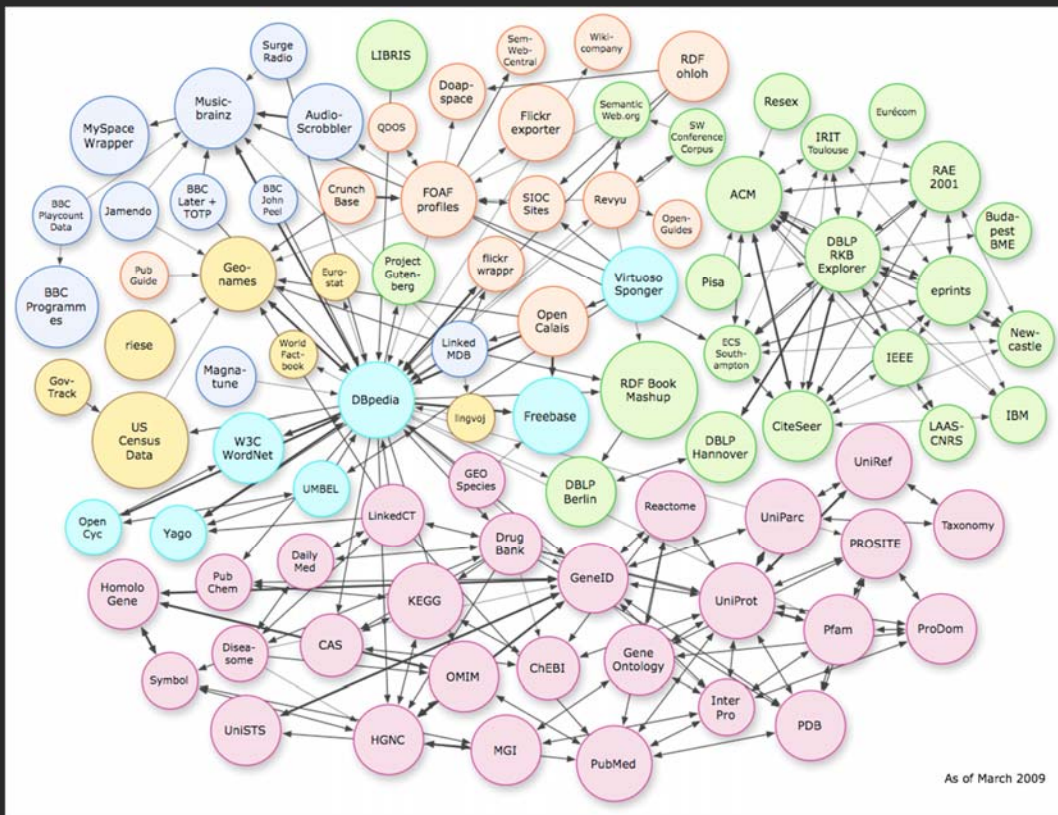 Surge
Radio
LIBRIS
Sem-
Web-
Central
Wiki-
company
RDF
ohloh
Music-
brainz
Doap-
space
Flickr
exporter
Semantic
Web.org
Resex
Eurécom
MySpace
Wrapper
Audio-
Scrobbler
QDOS
SW
Conference
Corpus
IRIT
Toulouse
RAE
2001
ACM
BBC
Playcount
Data
Jamendo
BBC
Later +
TOTP
BBC
John
Peel
Crunch
Base
FOAF
profiles
SIOC
Sites
Revyu
Open-
Guides
DBLP
RKB
Explorer
Buda-
pest
BME
Pub
Guide
Geo-
names
Euro-
stat
Project
Guten-
berg
flickr
wrappr
Virtuoso
Sponger
Pisa
eprints
BBC
Programm
es
riese
World
Fact-
book
Linked
MDB
Open
Calais
ECS
South-
ampton
IEEE
New-
castle
Magna-
tune
Gov-
Track
DBpedia
RDF Book
Mashup
US
Census
Data
W3C
WordNet
lingvoj
Freebase
DBLP
Hannover
CiteSeer
LAAS-
CNRS
IBM
UniRef
GEO
Species
DBLP
Berlin
UMBEL
Open
Cyc
Yago
LinkedCT
Reactome
UniParc
Taxonomy
Drug
Bank
PROSITE
Daily
Med
Pub
Chem
Homolo
Gene
GeneID
KEGG
UniProt
Pfam
ProDom
Disea-
some
CAS
Symbol
OMIM
ChEBI
Gene
Ontology
Inter
Pro
UniSTS
HGNC
MGI
PubMed
PDB
As of March 2009